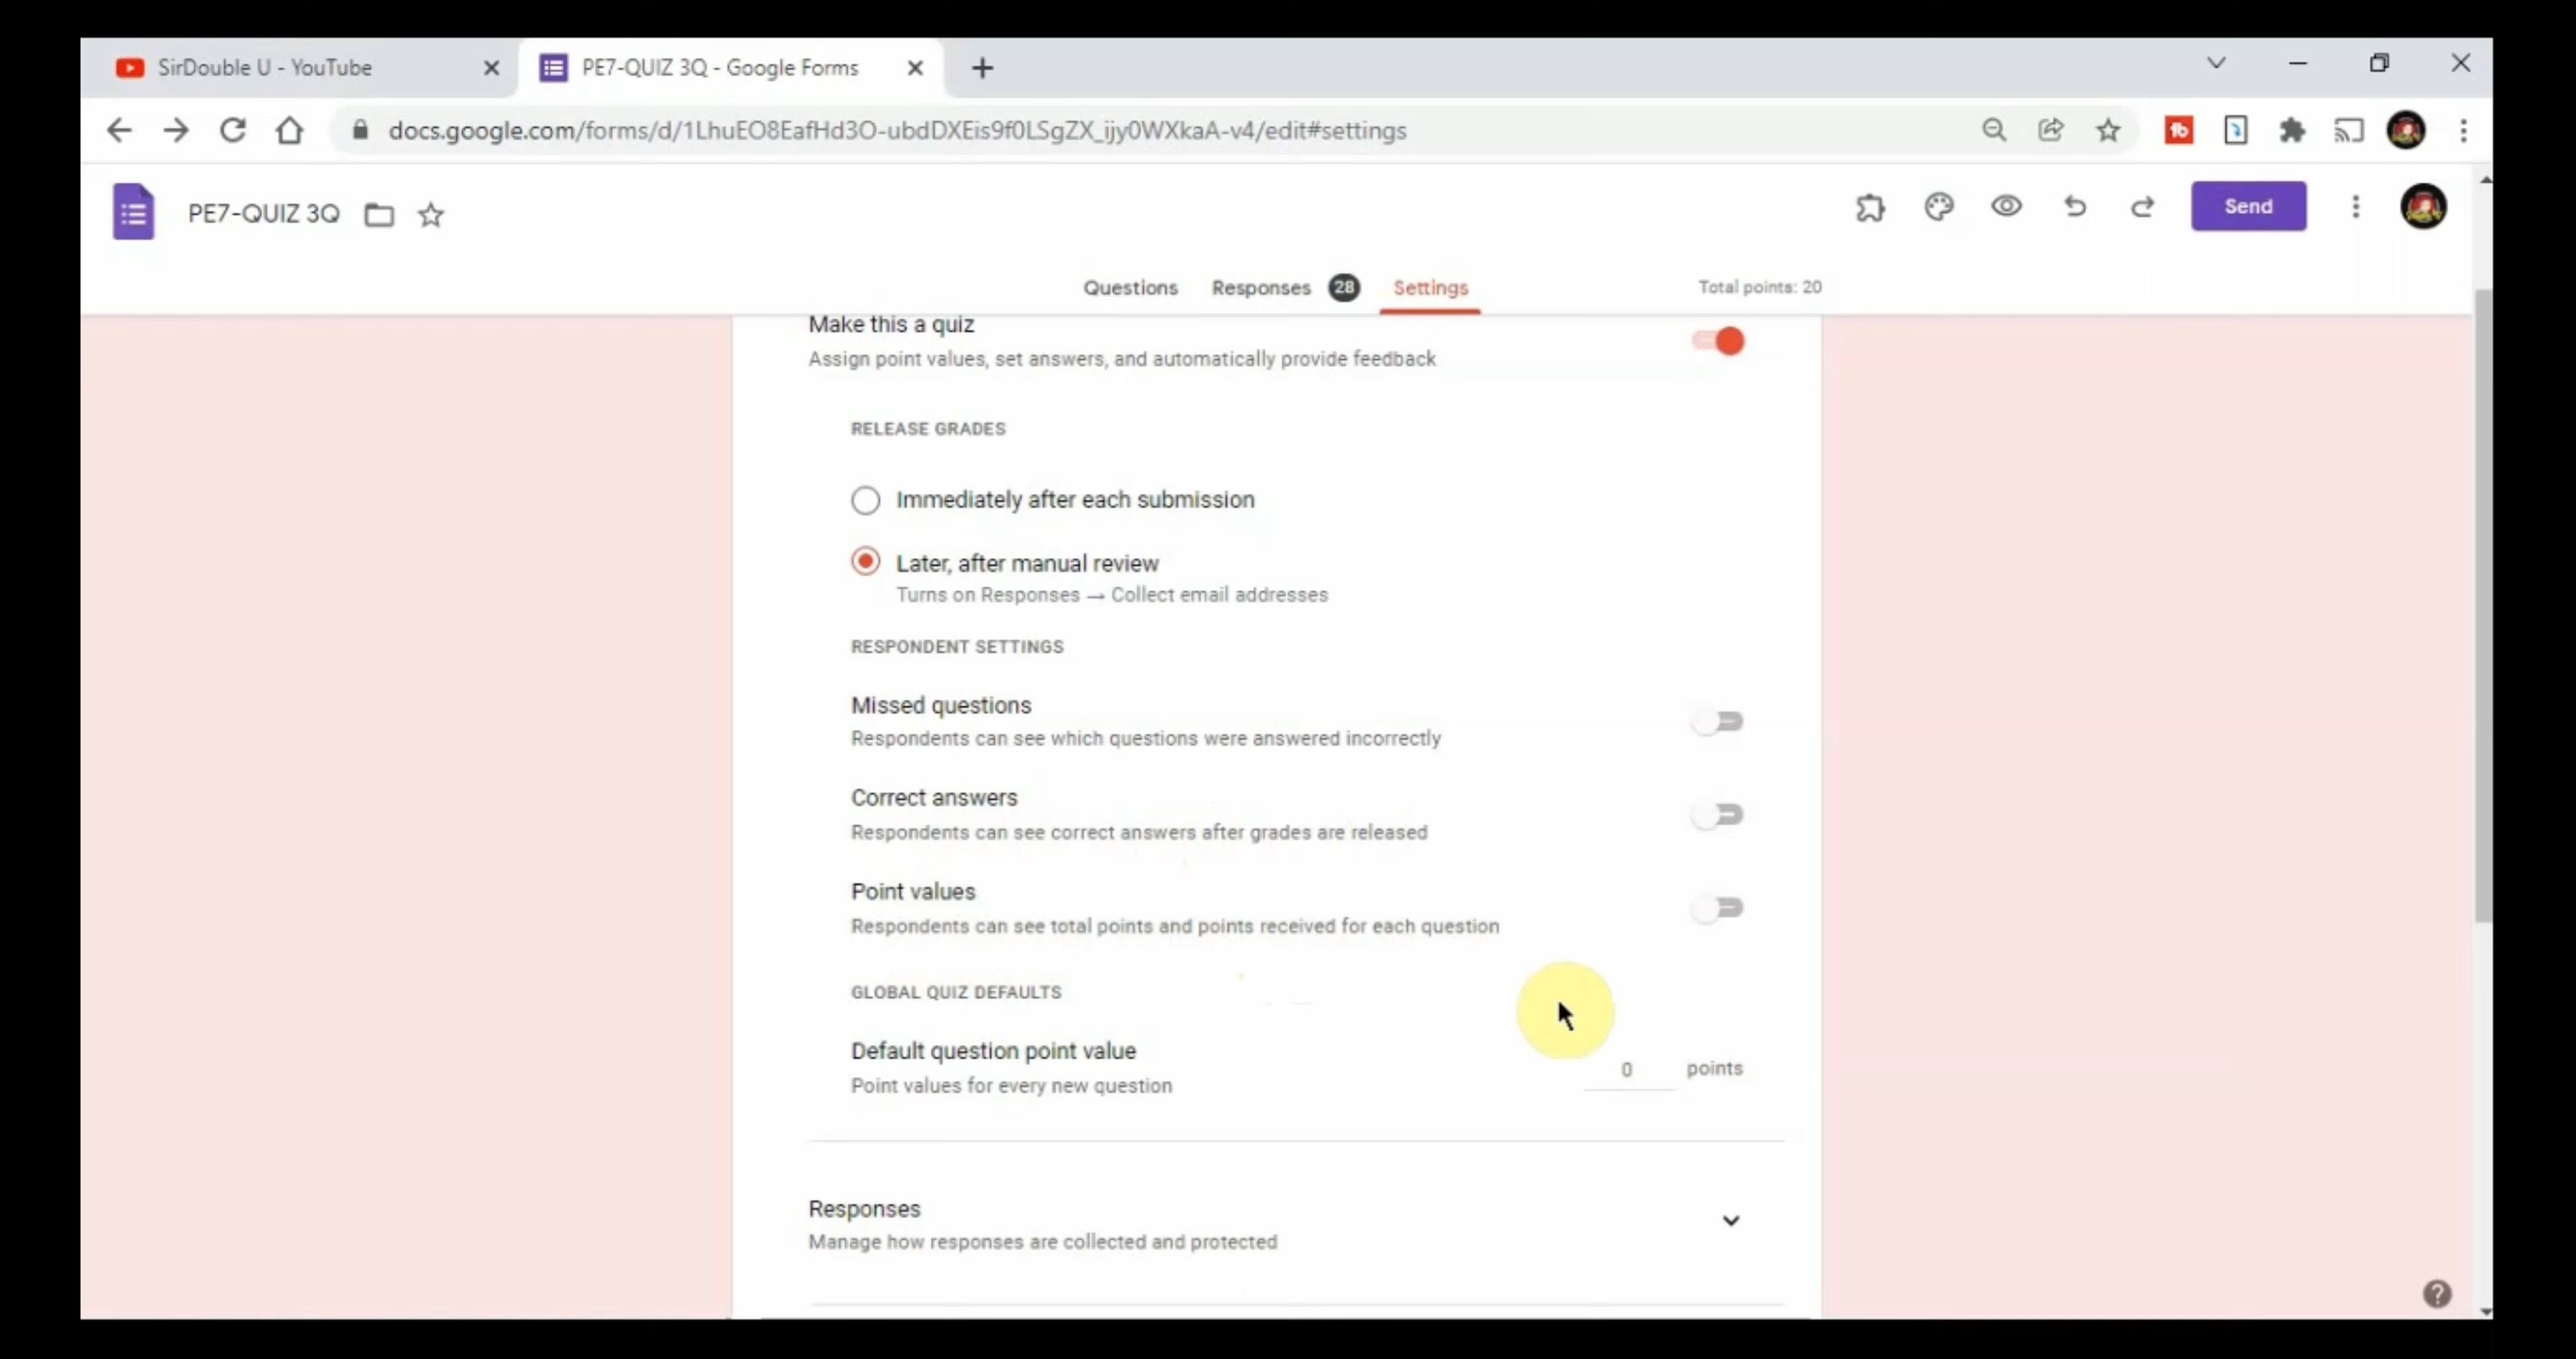 SirDouble U - YouTube
PE7-QUIZ 3Q - Google Forms
docs.google.com/forms/d/1LhuEO8EafHd3O-ubdDXEis9f0LSgZX_ijy0WXkaA-v4/edit#settings
PE7-QUIZ 3Q
Send
Questions Responses 28 Settings Total points: 20
Make this a quiz
Assign point values, set answers, and automatically provide feedback
RELEASE GRADES
Immediately after each submission
Later, after manual review
Turns on Responses → Collect email addresses
RESPONDENT SETTINGS
Missed questions
Respondents can see which questions were answered incorrectly
Correct answers
Respondents can see correct answers after grades are released
Point values
Respondents can see total points and points received for each question
GLOBAL QUIZ DEFAULTS
Default question point value
0 points
Point values for every new question
Responses
Manage how responses are collected and protected